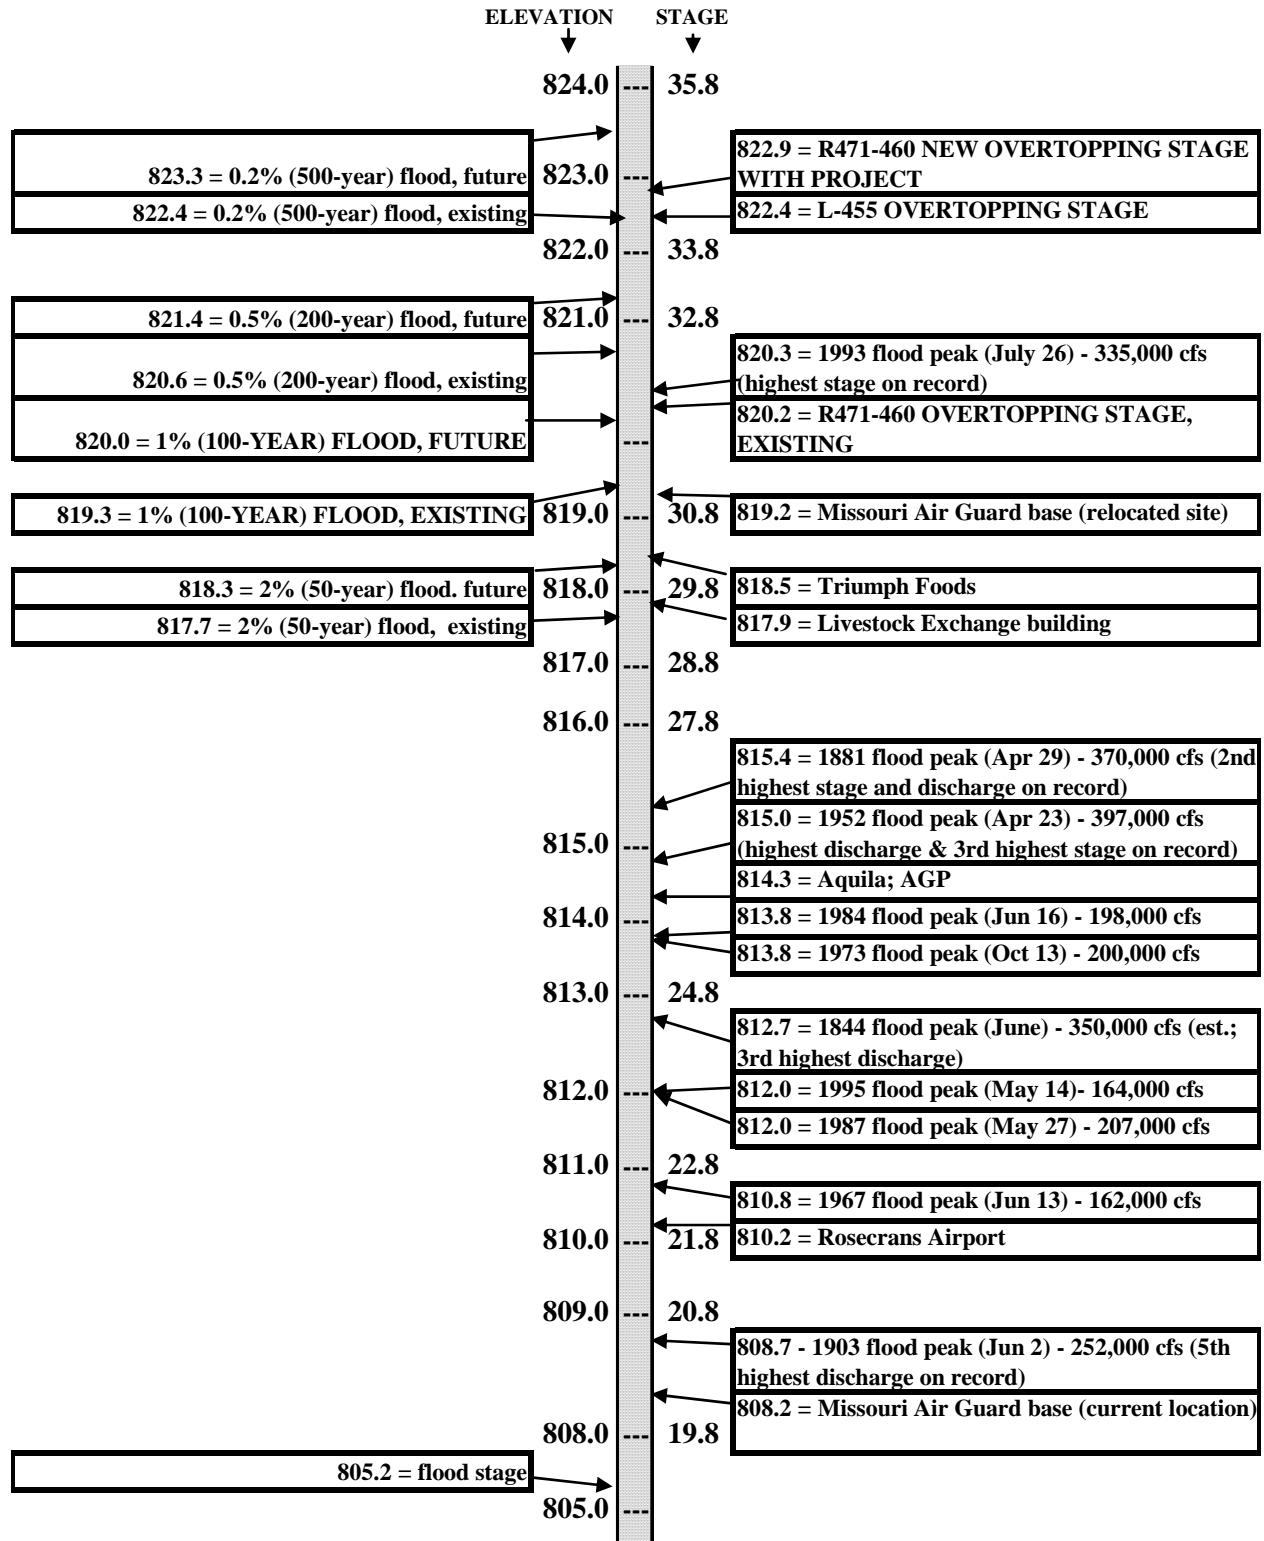 ELEVATION STAGE
824.0 --- 35.8
823.3 = 0.2% (500-year) flood, future
822.9 = R471-460 NEW OVERTOPPING STAGE
WITH PROJECT
823.0 ---
822.4 = 0.2% (500-year) flood, existing
822.4 = L-455 OVERTOPPING STAGE
822.0 --- 33.8
821.4 = 0.5% (200-year) flood, future
821.0 --- 32.8
820.6 = 0.5% (200-year) flood, existing
820.3 = 1993 flood peak (July 26) - 335,000 cfs
(highest stage on record)
820.0 = 1% (100-YEAR) FLOOD, FUTURE
---
820.2 = R471-460 OVERTOPPING STAGE,
EXISTING
819.3 = 1% (100-YEAR) FLOOD, EXISTING
819.0 --- 30.8
819.2 = Missouri Air Guard base (relocated site)
818.3 = 2% (50-year) flood. future
818.0 --- 29.8
818.5 = Triumph Foods
817.7 = 2% (50-year) flood, existing
817.9 = Livestock Exchange building
817.0 --- 28.8
816.0 --- 27.8
815.4 = 1881 flood peak (Apr 29) - 370,000 cfs (2nd
highest stage and discharge on record)
815.0 ---
815.0 = 1952 flood peak (Apr 23) - 397,000 cfs
(highest discharge & 3rd highest stage on record)
814.3 = Aquila; AGP
814.0 ---
813.8 = 1984 flood peak (Jun 16) - 198,000 cfs
813.8 = 1973 flood peak (Oct 13) - 200,000 cfs
813.0 --- 24.8
812.7 = 1844 flood peak (June) - 350,000 cfs (est.;
3rd highest discharge)
812.0 ---
812.0 = 1995 flood peak (May 14)- 164,000 cfs
812.0 = 1987 flood peak (May 27) - 207,000 cfs
811.0 --- 22.8
810.8 = 1967 flood peak (Jun 13) - 162,000 cfs
810.0 --- 21.8
810.2 = Rosecrans Airport
809.0 --- 20.8
808.7 - 1903 flood peak (Jun 2) - 252,000 cfs (5th
highest discharge on record)
808.2 = Missouri Air Guard base (current location)
808.0 --- 19.8
805.2 = flood stage
805.0 ---